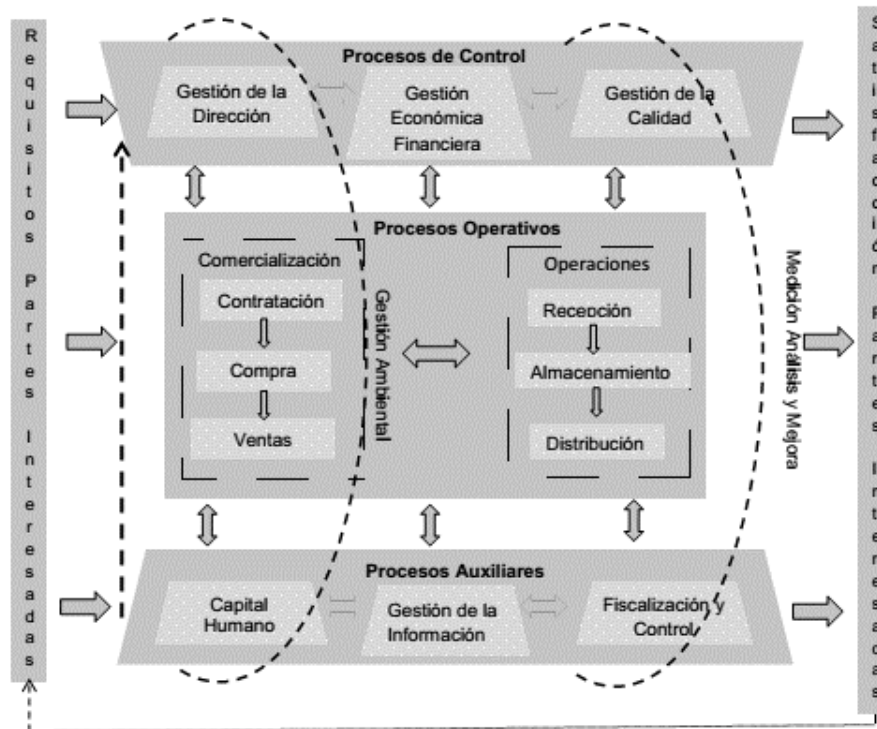 Requisitos Partes Interesadas
Procesos de Control
Gestión de la
Dirección
Gestión
Económica
Financiera
Gestión de la
Calidad
Procesos Operativos
Comercialización
Contratación
Compra
Ventas
Gestión Ambiental
Operaciones
Recepción
Almacenamiento
Distribución
Medición Análisis y Mejora
Procesos Auxiliares
Capital
Humano
Gestión de la
Información
Fiscalización y
Control
Satisfacción Partes Interesadas